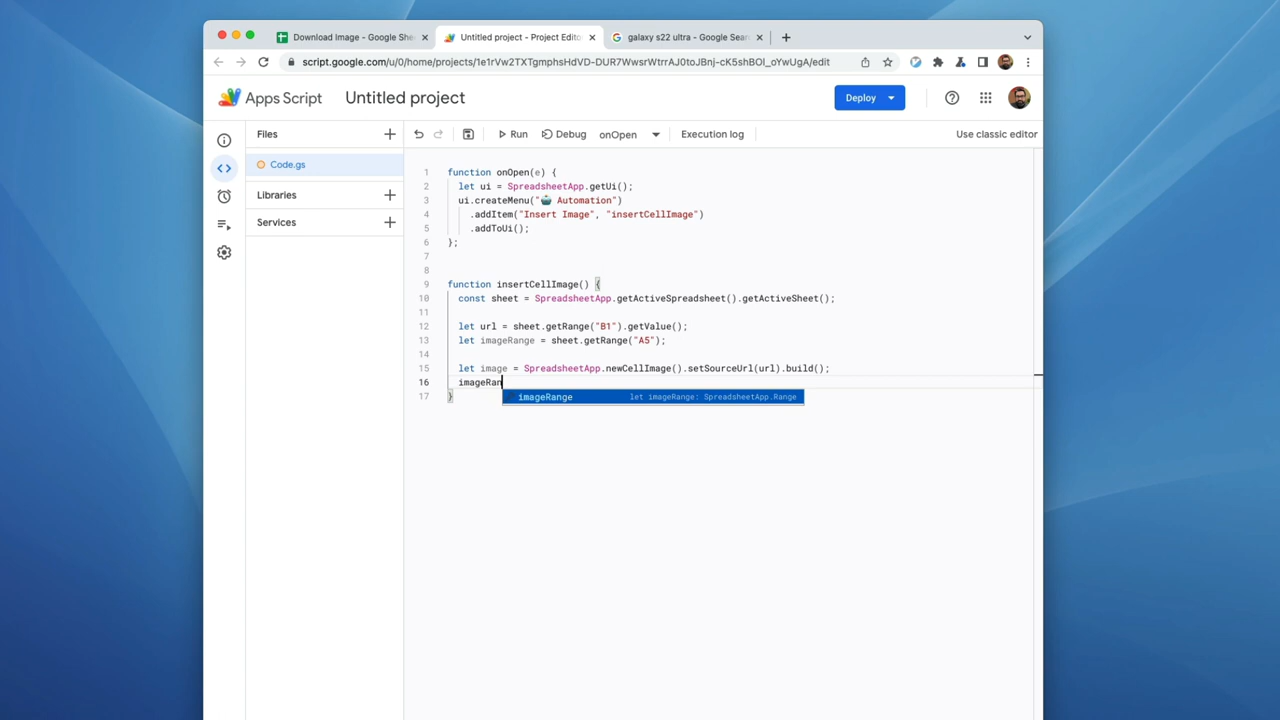 Download Image - Google She
Untitled project - Project Edito
galaxy s22 ultra - Google Sear
script.google.com/u/0/home/projects/1e1rVw2TXTgmphsHdVD-DUR7WwsrWtrrAJ0toJBnj-cK5shBOl_oYwUgA/edit
Apps Script
Untitled project
Deploy
Files
Run
Debug
onOpen
Execution log
Use classic editor
Code.gs
Libraries
Services
1 function onOpen(e) {
2 let ui = SpreadsheetApp.getUi();
3 ui.createMenu("🤖 Automation")
4 .addItem("Insert Image", "insertCellImage")
5 .addToUi();
6 };
7
8
9 function insertCellImage() {
10 const sheet = SpreadsheetApp.getActiveSpreadsheet().getActiveSheet();
11
12 let url = sheet.getRange("B1").getValue();
13 let imageRange = sheet.getRange("A5");
14
15 let image = SpreadsheetApp.newCellImage().setSourceUrl(url).build();
16 imageRan
imageRange let imageRange: SpreadsheetApp.Range
17 }